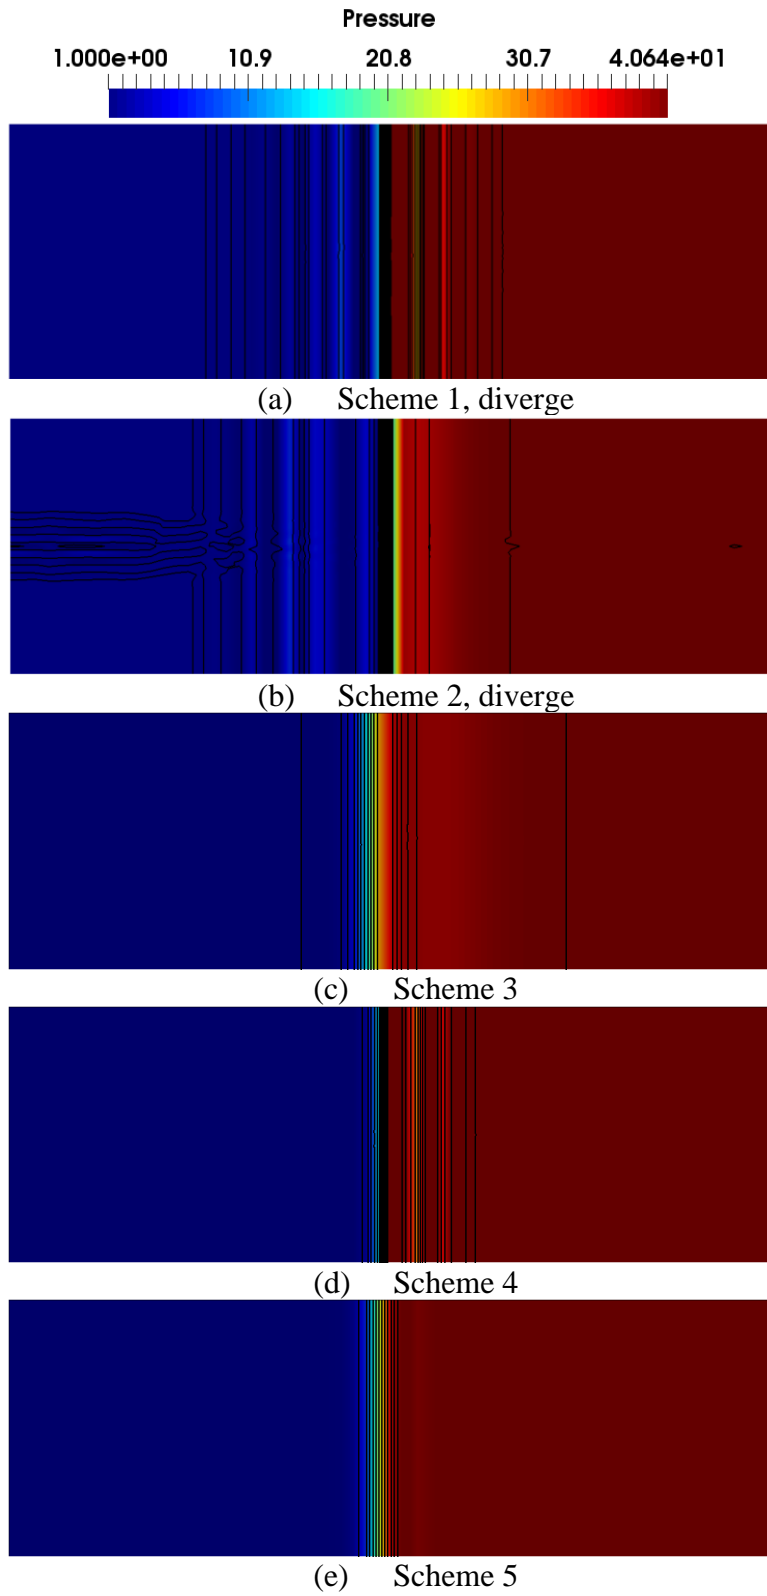 Pressure
1.000e+00 10.9 20.8 30.7 4.064e+01
(a) Scheme 1, diverge
(b) Scheme 2, diverge
(c) Scheme 3
(d) Scheme 4
(e) Scheme 5